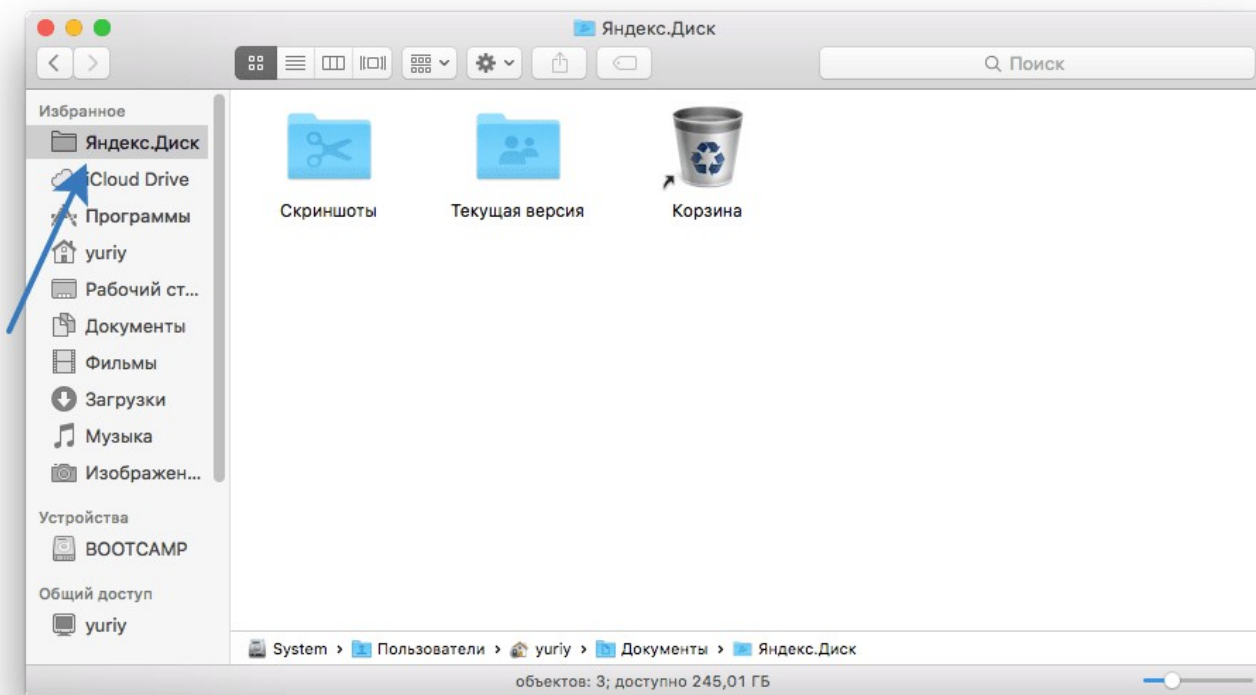 Яндекс.Диск
Поиск
Избранное
Яндекс.Диск
iCloud Drive
Программы
yuriy
Рабочий ст...
Документы
Фильмы
Загрузки
Музыка
Изображен...
Устройства
BOOTCAMP
Общий доступ
yuriy
Скриншоты
Текущая версия
Корзина
System › Пользователи › yuriy › Документы › Яндекс.Диск
объектов: 3; доступно 245,01 ГБ